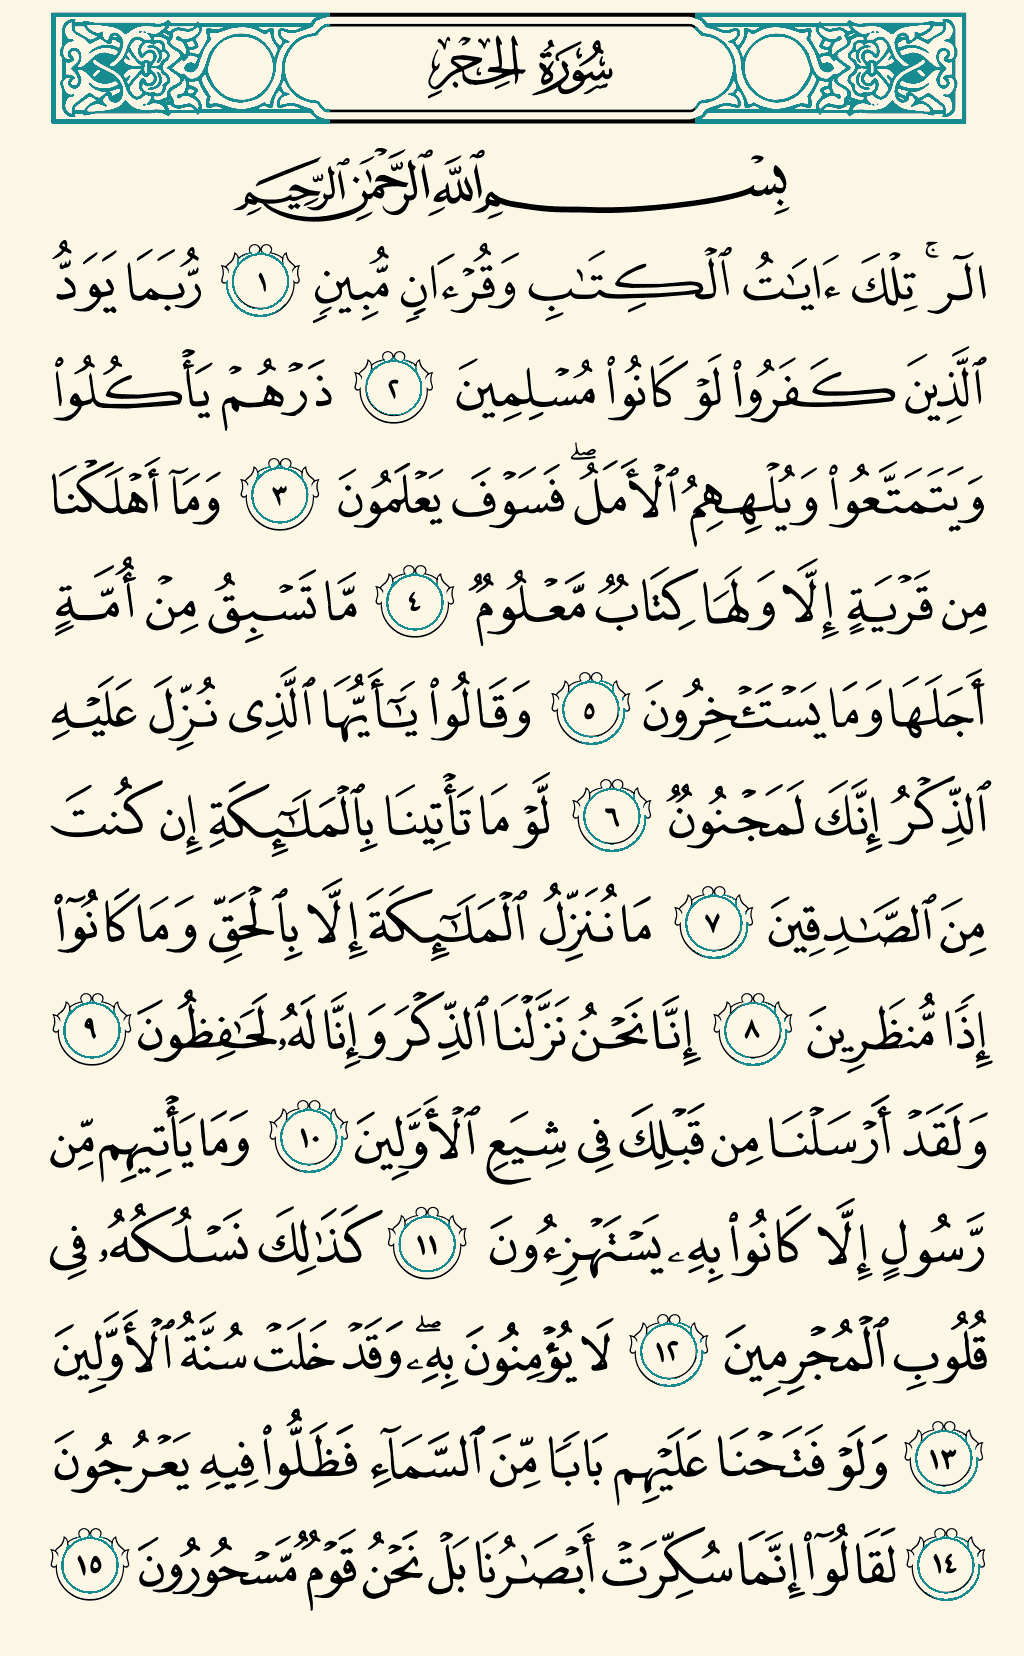 سُورَةُ الحِجْرِ
بِسْمِ ٱللَّهِ ٱلرَّحْمَٰنِ ٱلرَّحِيمِ
الٓرۚ تِلْكَ ءَايَٰتُ ٱلْكِتَٰبِ وَقُرْءَانٍ مُّبِينٍ ١ رُّبَمَا يَوَدُّ
ٱلَّذِينَ كَفَرُوا۟ لَوْ كَانُوا۟ مُسْلِمِينَ ٢ ذَرْهُمْ يَأْكُلُوا۟
وَيَتَمَتَّعُوا۟ وَيُلْهِهِمُ ٱلْأَمَلُۖ فَسَوْفَ يَعْلَمُونَ ٣ وَمَآ أَهْلَكْنَا
مِن قَرْيَةٍ إِلَّا وَلَهَا كِتَابٌ مَّعْلُومٌ ٤ مَّا تَسْبِقُ مِنْ أُمَّةٍ
أَجَلَهَا وَمَا يَسْتَـْٔخِرُونَ ٥ وَقَالُوا۟ يَٰٓأَيُّهَا ٱلَّذِى نُزِّلَ عَلَيْهِ
ٱلذِّكْرُ إِنَّكَ لَمَجْنُونٌ ٦ لَّوْ مَا تَأْتِينَا بِٱلْمَلَٰٓئِكَةِ إِن كُنتَ
مِنَ ٱلصَّٰدِقِينَ ٧ مَا نُنَزِّلُ ٱلْمَلَٰٓئِكَةَ إِلَّا بِٱلْحَقِّ وَمَا كَانُوٓا۟
إِذًا مُّنظَرِينَ ٨ إِنَّا نَحْنُ نَزَّلْنَا ٱلذِّكْرَ وَإِنَّا لَهُۥ لَحَٰفِظُونَ ٩
وَلَقَدْ أَرْسَلْنَا مِن قَبْلِكَ فِى شِيَعِ ٱلْأَوَّلِينَ ١٠ وَمَا يَأْتِيهِم مِّن
رَّسُولٍ إِلَّا كَانُوا۟ بِهِۦ يَسْتَهْزِءُونَ ١١ كَذَٰلِكَ نَسْلُكُهُۥ فِى
قُلُوبِ ٱلْمُجْرِمِينَ ١٢ لَا يُؤْمِنُونَ بِهِۦۖ وَقَدْ خَلَتْ سُنَّةُ ٱلْأَوَّلِينَ
١٣ وَلَوْ فَتَحْنَا عَلَيْهِم بَابًا مِّنَ ٱلسَّمَآءِ فَظَلُّوا۟ فِيهِ يَعْرُجُونَ
١٤ لَقَالُوٓا۟ إِنَّمَا سُكِّرَتْ أَبْصَٰرُنَا بَلْ نَحْنُ قَوْمٌ مَّسْحُورُونَ ١٥